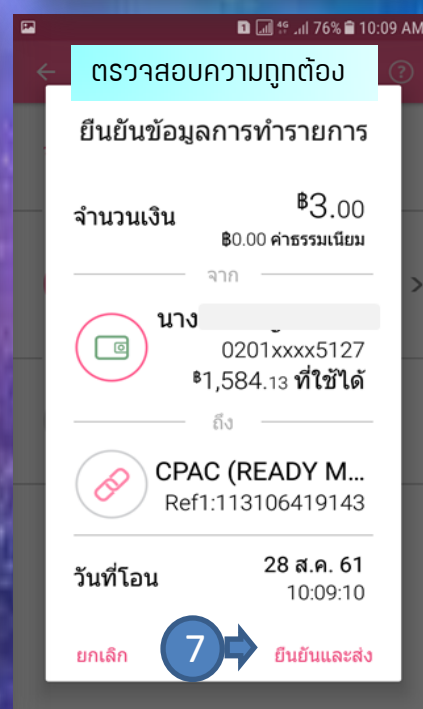 4G 76% 10:09 AM
ตรวจสอบความถูกต้อง
ยืนยันข้อมูลการทำรายการ
จำนวนเงิน ฿3.00
฿0.00 ค่าธรรมเนียม
จาก
นาง
0201xxxx5127
฿1,584.13 ที่ใช้ได้
ถึง
CPAC (READY M...
Ref1:113106419143
วันที่โอน 28 ส.ค. 61
10:09:10
ยกเลิก 7 ยืนยันและส่ง